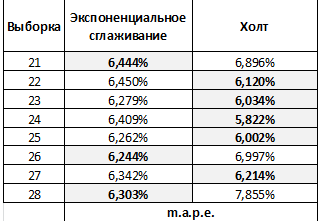 Выборка Экспоненциальное сглаживание Холт
21 6,444% 6,896%
22 6,450% 6,120%
23 6,279% 6,034%
24 6,409% 5,822%
25 6,262% 6,002%
26 6,244% 6,997%
27 6,342% 6,214%
28 6,303% 7,855%
m.a.p.e.